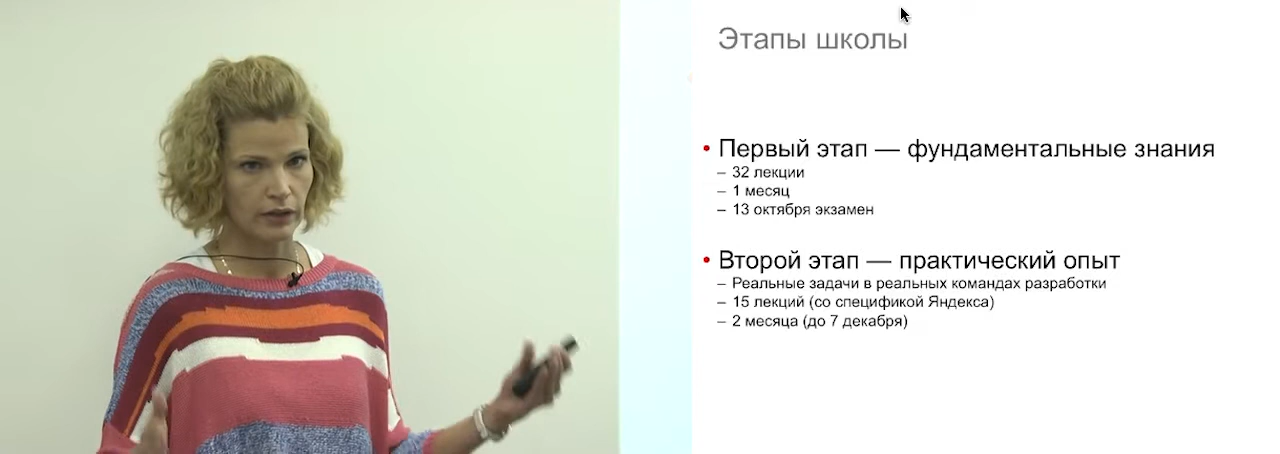 Этапы школы
• Первый этап — фундаментальные знания
– 32 лекции
– 1 месяц
– 13 октября экзамен
• Второй этап — практический опыт
– Реальные задачи в реальных командах разработки
– 15 лекций (со спецификой Яндекса)
– 2 месяца (до 7 декабря)